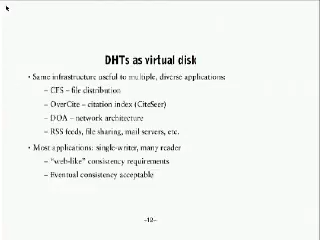 DHTs as virtual disk
• Same infrastructure useful to multiple, diverse applications:
– CFS – file distribution
– OverCite – citation index (CiteSeer)
– DOA – network architecture
– RSS feeds, file sharing, mail servers, etc.
• Most applications: single-writer, many reader
– “web-like” consistency requirements
– Eventual consistency acceptable
–12–